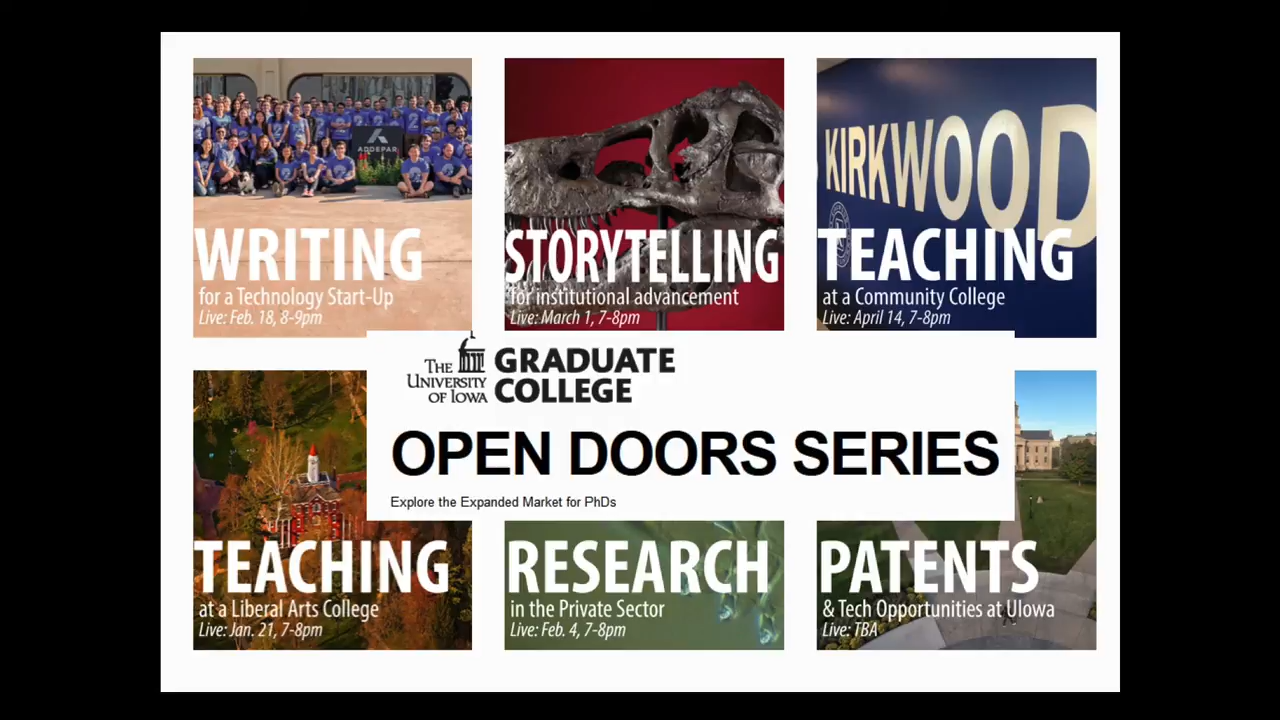 ADDEPAR
WRITING
for a Technology Start-Up
Live: Feb. 18, 8-9pm
STORYTELLING
for institutional advancement
Live: March 1, 7-8pm
KIRKWOOD
TEACHING
at a Community College
Live: April 14, 7-8pm
THE
UNIVERSITY
OF IOWA
GRADUATE
COLLEGE
OPEN DOORS SERIES
Explore the Expanded Market for PhDs
TEACHING
at a Liberal Arts College
Live: Jan. 21, 7-8pm
RESEARCH
in the Private Sector
Live: Feb. 4, 7-8pm
PATENTS
& Tech Opportunities at UIowa
Live: TBA